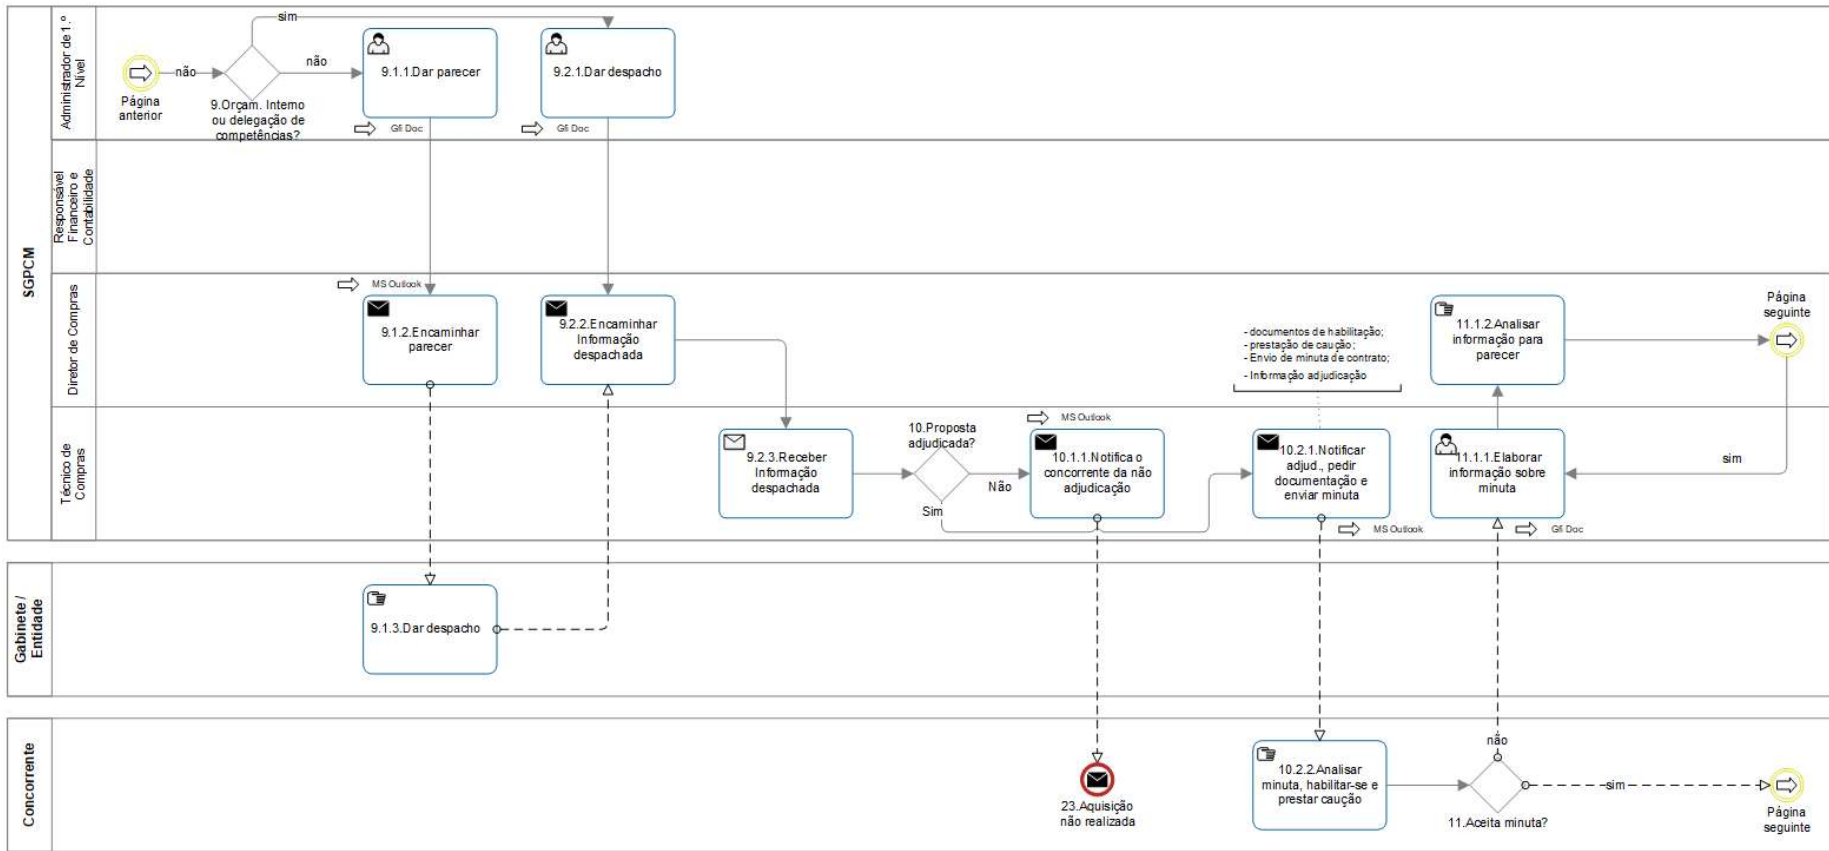 SGPCM
Administrador de 1.º
Nível
Página
anterior
não
9.Orçam. Interno
ou delegação de
competências?
sim
não
9.1.1.Dar parecer
Gfi Doc
9.2.1.Dar despacho
Gfi Doc
Responsável
Financeiro e
Contabilidade
Diretor de Compras
MS Outlook
9.1.2.Encaminhar
parecer
9.2.2.Encaminhar
Informação
despachada
- documentos de habilitação;
- prestação de caução;
- Envio de minuta de contrato;
- Informação adjudicação
11.1.2.Analisar
informação para
parecer
Página
seguinte
Técnico de
Compras
9.2.3.Receber
Informação
despachada
10.Proposta
adjudicada?
Não
Sim
MS Outlook
10.1.1.Notifica o
concorrente da não
adjudicação
10.2.1.Notificar
adjud., pedir
documentação e
enviar minuta
MS Outlook
11.1.1.Elaborar
informação sobre
minuta
Gfi Doc
sim
Gabinete /
Entidade
9.1.3.Dar despacho
Concorrente
23.Aquisição
não realizada
10.2.2.Analisar
minuta, habilitar-se e
prestar caução
não
11.Aceita minuta?
sim
Página
seguinte